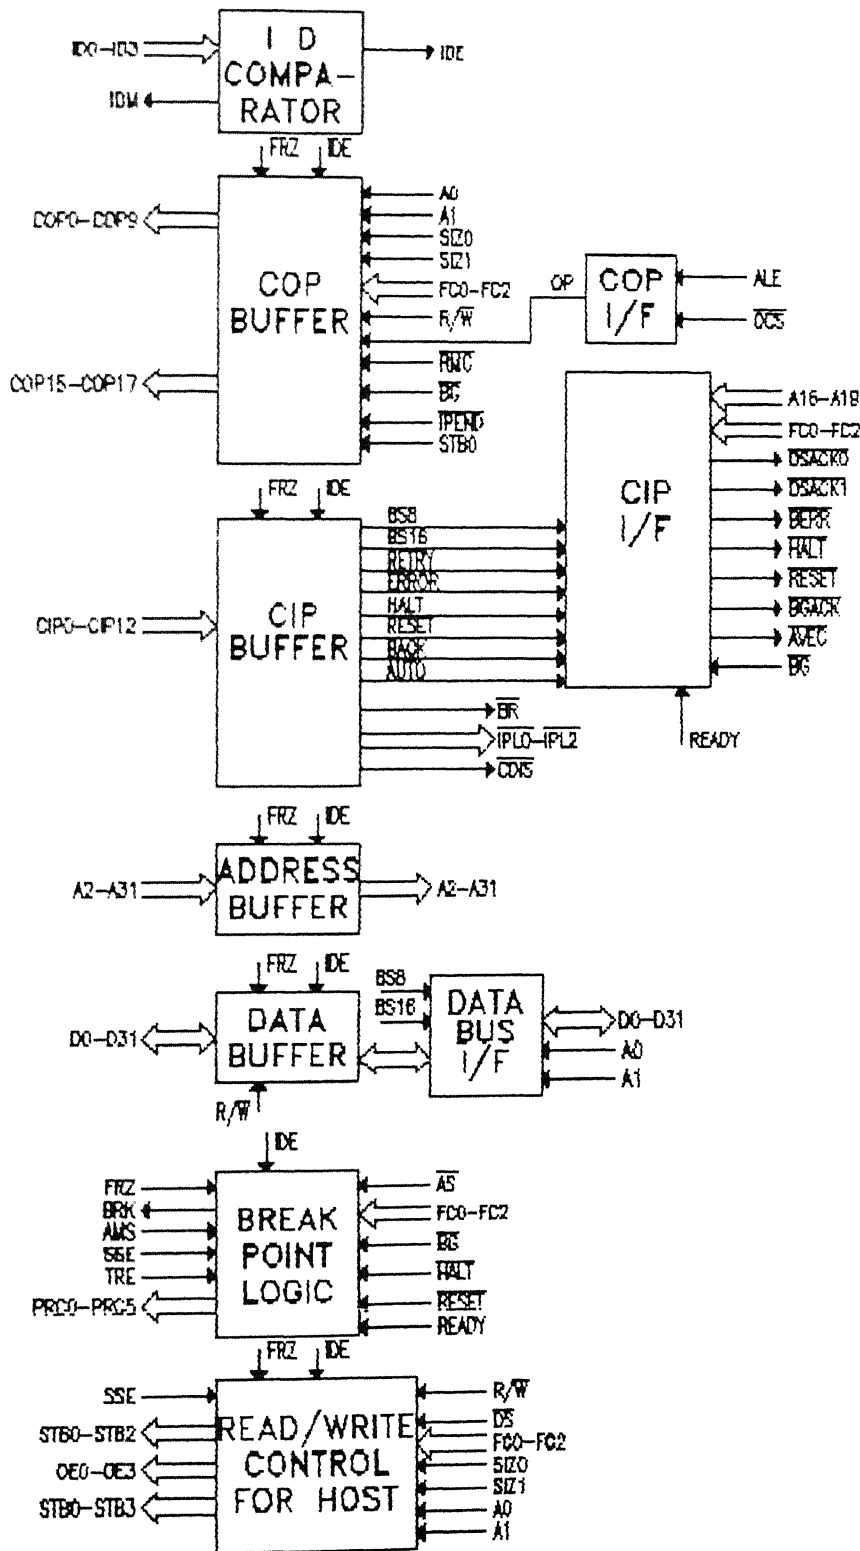 ID0-ID3
I D
COMPA-
RATOR
IDE
IDM
FRZ IDE
COP0-COP9
COP
BUFFER
A0
A1
SIZ0
SIZ1
FC0-FC2
R/W
OP
COP
I/F
ALE
OCS
COP15-COP17
RMC
BG
IPEND
STB0
CIP
I/F
A16-A19
FC0-FC2
DSACK0
DSACK1
BERR
HALT
RESET
BGACK
AVEC
BG
READY
FRZ IDE
CIP0-CIP12
CIP
BUFFER
BS8
BS16
RETRY
ERROR
HALT
RESET
BACK
AUTO
BR
IPL0-IPL2
CDIS
FRZ IDE
A2-A31
ADDRESS
BUFFER
A2-A31
FRZ IDE
D0-D31
DATA
BUFFER
R/W
BS8
BS16
DATA
BUS
I/F
D0-D31
A0
A1
IDE
FRZ
BRK
AMS
SSE
TRE
PRC0-PRC5
BREAK
POINT
LOGIC
AS
FC0-FC2
BG
HALT
RESET
READY
FRZ IDE
SSE
STB0-STB2
OE0-OE3
STB0-STB3
READ/WRITE
CONTROL
FOR HOST
R/W
DS
FC0-FC2
SIZ0
SIZ1
A0
A1